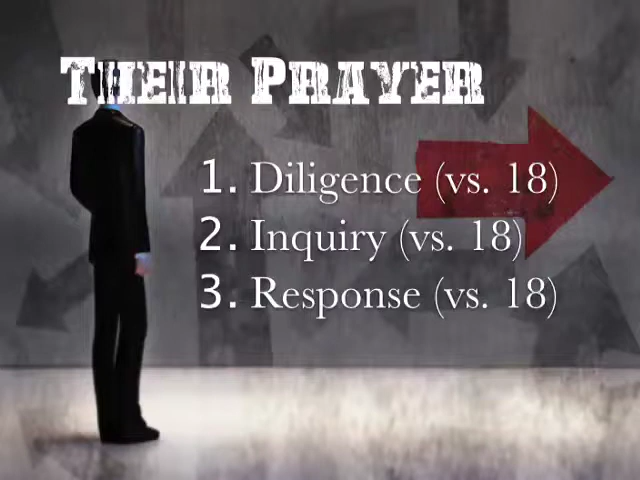 Their Prayer
1. Diligence (vs. 18)
2. Inquiry (vs. 18)
3. Response (vs. 18)